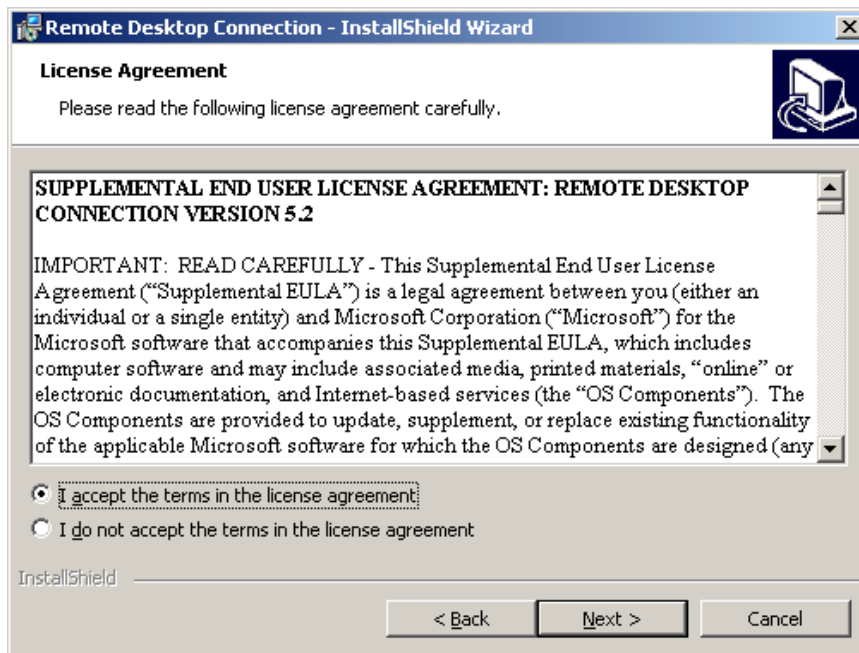 Remote Desktop Connection - InstallShield Wizard
License Agreement
Please read the following license agreement carefully.
SUPPLEMENTAL END USER LICENSE AGREEMENT: REMOTE DESKTOP
CONNECTION VERSION 5.2
IMPORTANT:  READ CAREFULLY - This Supplemental End User License
Agreement (“Supplemental EULA”) is a legal agreement between you (either an
individual or a single entity) and Microsoft Corporation (“Microsoft”) for the
Microsoft software that accompanies this Supplemental EULA, which includes
computer software and may include associated media, printed materials, “online” or
electronic documentation, and Internet-based services (the “OS Components”).  The
OS Components are provided to update, supplement, or replace existing functionality
of the applicable Microsoft software for which the OS Components are designed (any
I accept the terms in the license agreement
I do not accept the terms in the license agreement
InstallShield
< Back
Next >
Cancel